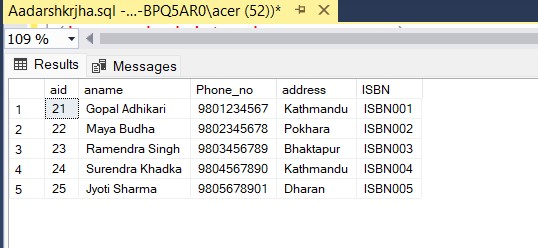 Aadarshkrjha.sql -...-BPQ5AR0\acer (52))*
109 %
Results Messages
aid aname Phone_no address ISBN
1 21 Gopal Adhikari 9801234567 Kathmandu ISBN001
2 22 Maya Budha 9802345678 Pokhara ISBN002
3 23 Ramendra Singh 9803456789 Bhaktapur ISBN003
4 24 Surendra Khadka 9804567890 Kathmandu ISBN004
5 25 Jyoti Sharma 9805678901 Dharan ISBN005